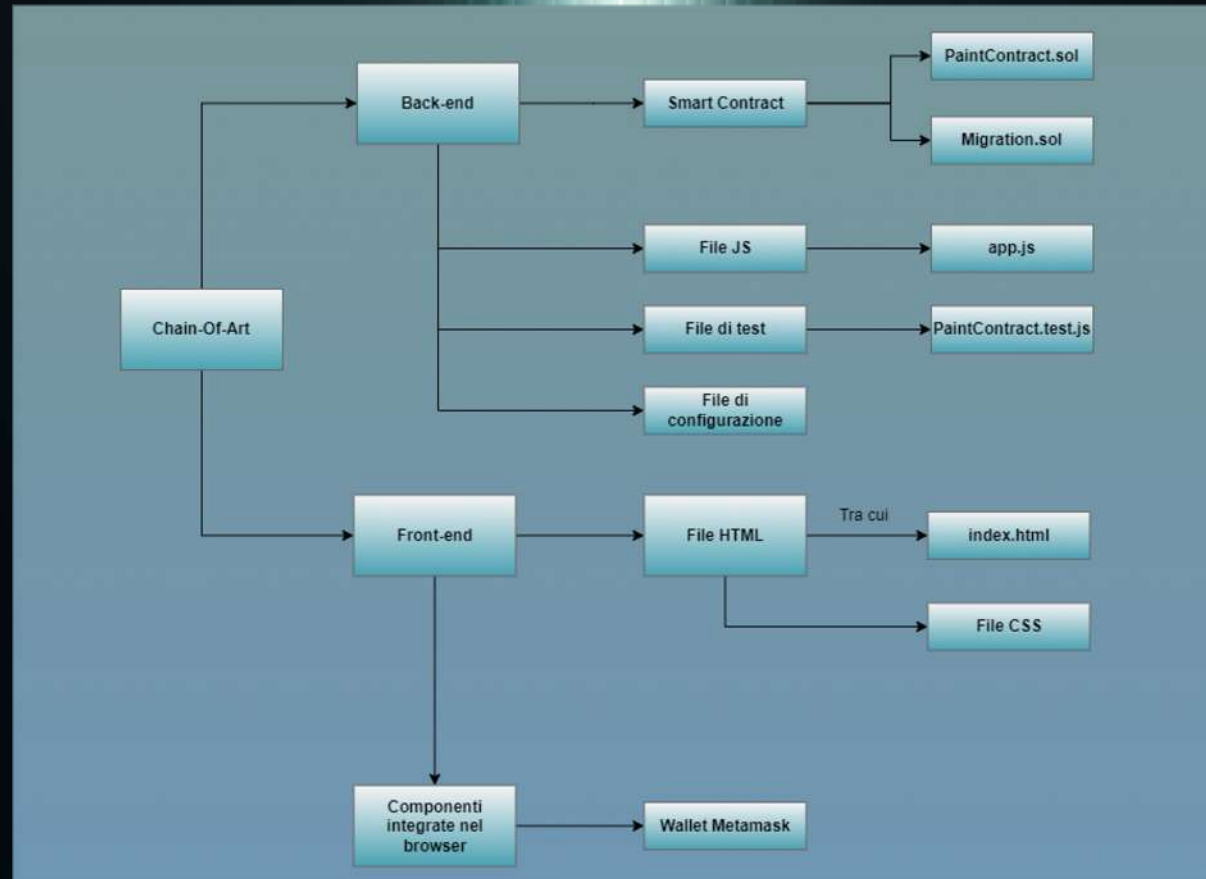 PaintContract.sol
Back-end
Smart Contract
Migration.sol
File JS
app.js
Chain-Of-Art
File di test
PaintContract.test.js
File di
configurazione
Front-end
File HTML
Tra cui
index.html
File CSS
Componenti
integrate nel
browser
Wallet Metamask